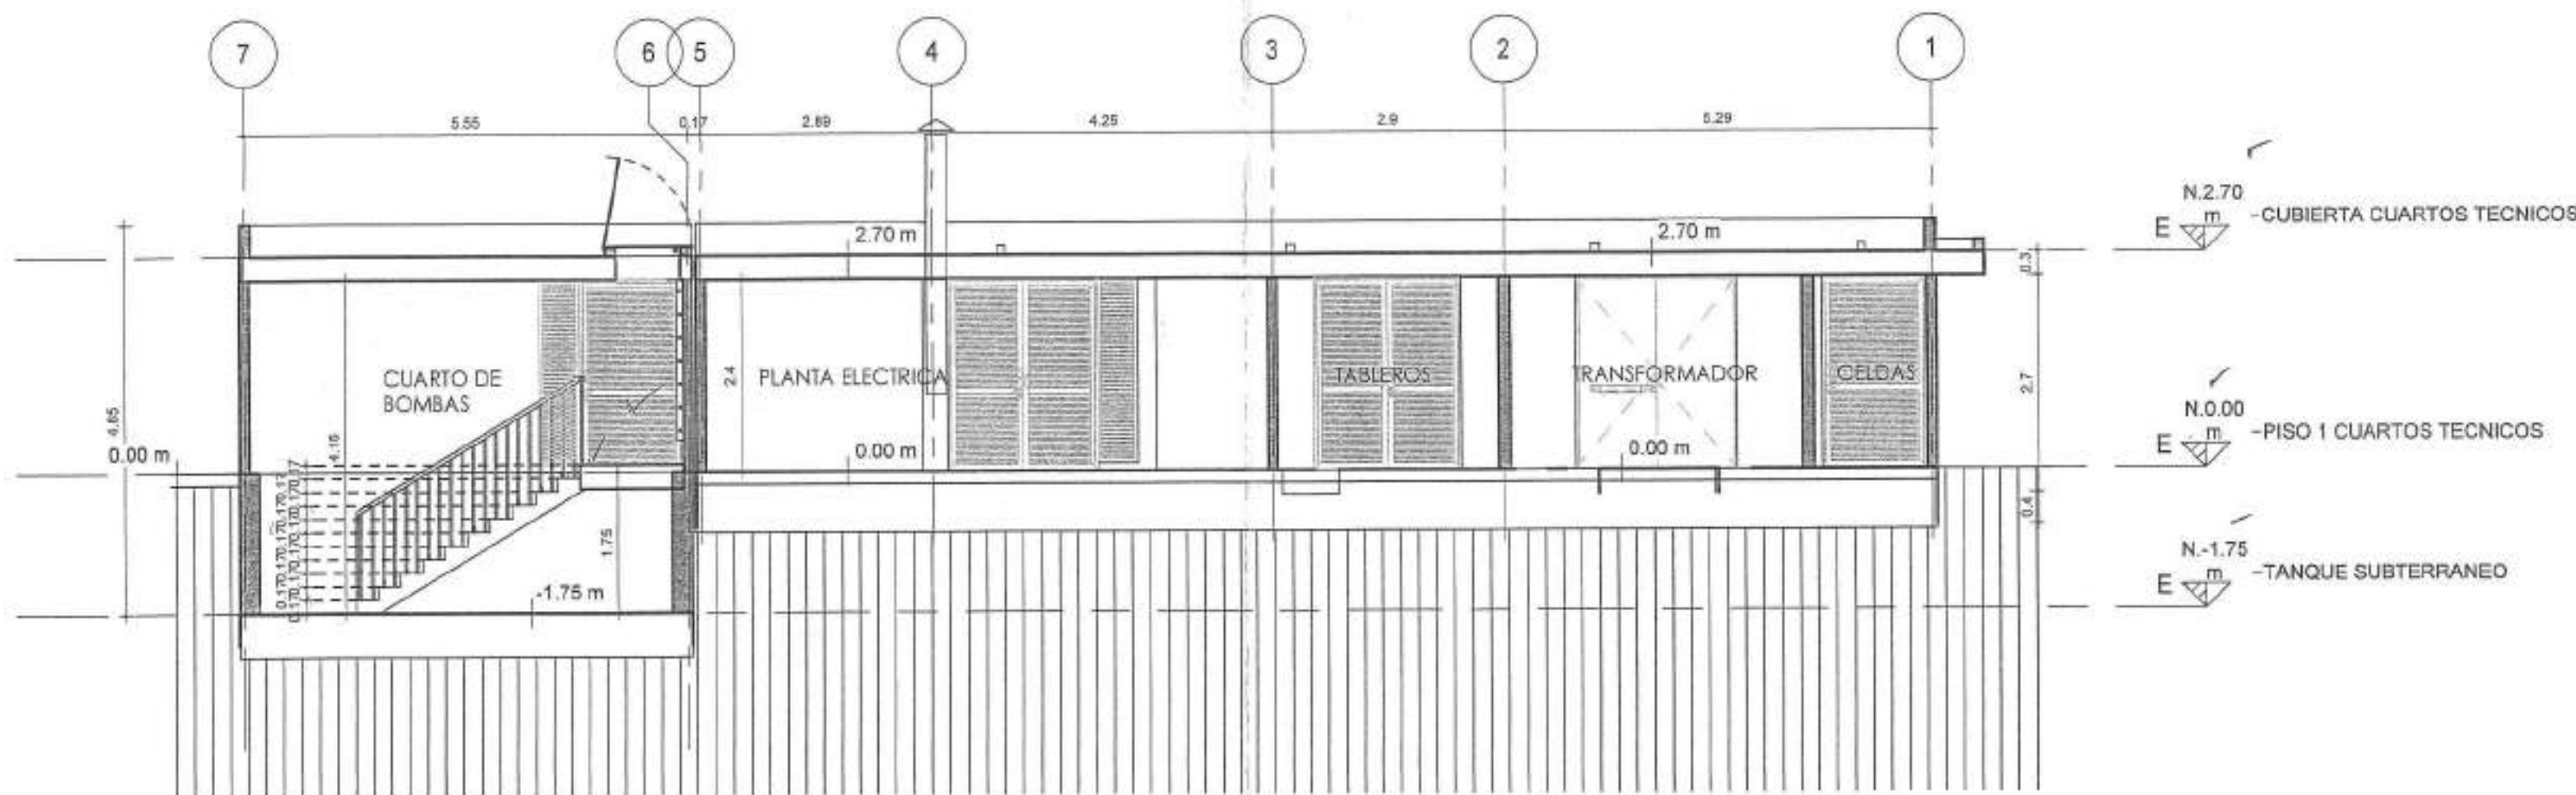 7
6
5
4
3
2
1
5.55
0.17
2.89
4.25
2.9
5.29
N.2.70
m
E
-CUBIERTA CUARTOS TECNICOS
2.70 m
2.70 m
0.3
CUARTO DE
BOMBAS
2.4
PLANTA ELECTRICA
TABLEROS
TRANSFORMADOR
CELDAS
2.7
4.85
4.15
0.00 m
0.00 m
0.00 m
N.0.00
m
E
-PISO 1 CUARTOS TECNICOS
0.4
1.75
-1.75 m
N.-1.75
m
E
-TANQUE SUBTERRANEO